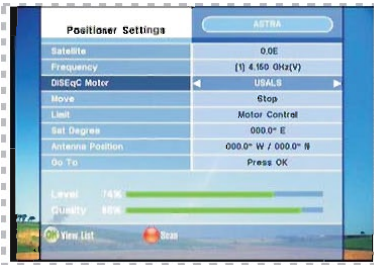 Positioner Settings
ASTRA
Satellite 0.0E
Frequency (1) 4.150 GHz(V)
DiSEqC Motor USALS
Move Stop
Limit Motor Control
Sat Degree 000.0° E
Antenna Position 000.0° W / 000.0° N
Go To Press OK
Level 74%
Quality
OK View List
Scan